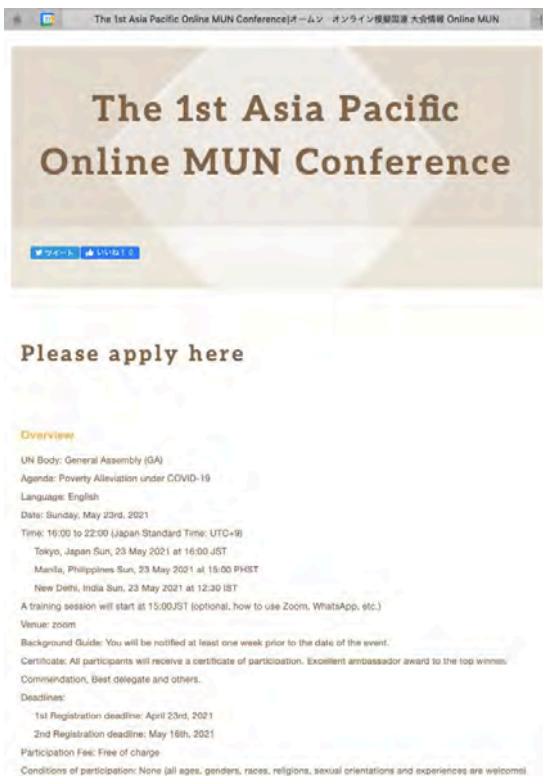 The 1st Asia Pacific Online MUN Conference|オームン オンライン模擬国連 大会情報 Online MUN
The 1st Asia Pacific
Online MUN Conference
ツイート いいね！ 0
Please apply here
Overview
UN Body: General Assembly (GA)
Agenda: Poverty Alleviation under COVID-19
Language: English
Date: Sunday, May 23rd, 2021
Time: 16:00 to 22:00 (Japan Standard Time: UTC+9)
Tokyo, Japan Sun, 23 May 2021 at 16:00 JST
Manila, Philippines Sun, 23 May 2021 at 15:00 PHST
New Delhi, India Sun, 23 May 2021 at 12:30 IST
A training session will start at 15:00JST (optional, how to use Zoom, WhatsApp, etc.)
Venue: zoom
Background Guide: You will be notified at least one week prior to the date of the event.
Certificate: All participants will receive a certificate of participation. Excellent ambassador award to the top winner.
Commendation, Best delegate and others.
Deadlines:
1st Registration deadline: April 23rd, 2021
2nd Registration deadline: May 16th, 2021
Participation Fee: Free of charge
Conditions of participation: None (all ages, genders, races, religions, sexual orientations and experiences are welcome)